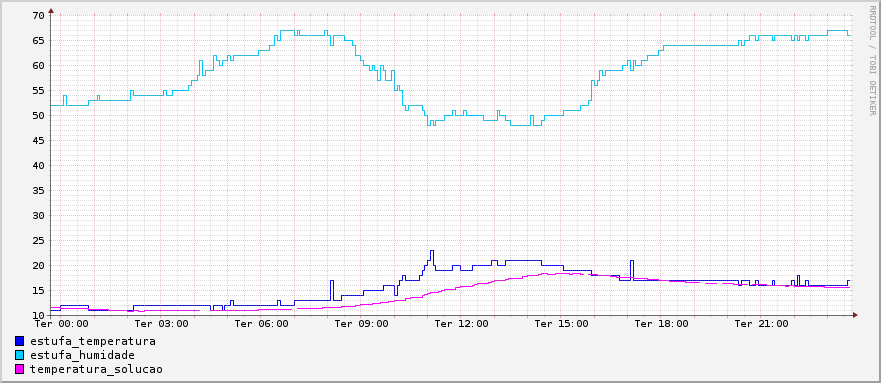 RRDTOOL / TOBI OETIKER
70
65
60
55
50
45
40
35
30
25
20
15
10
Ter 00:00 Ter 03:00 Ter 06:00 Ter 09:00 Ter 12:00 Ter 15:00 Ter 18:00 Ter 21:00
estufa_temperatura
estufa_humidade
temperatura_solucao